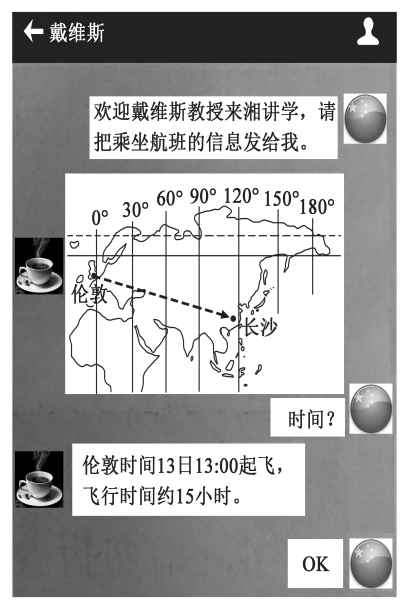 戴维斯
欢迎戴维斯教授来湘讲学，请
把乘坐航班的信息发给我。
0° 30° 60° 90° 120° 150° 180°
伦敦
长沙
时间？
伦敦时间13日13:00起飞，
飞行时间约15小时。
OK